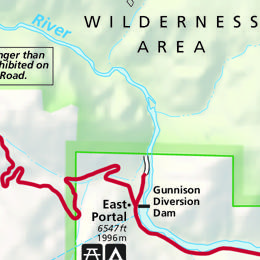 WILDERNESS
AREA
River
nger than
hibited on
Road.
Gunnison
Diversion
Dam
East
Portal
6547 ft
1996 m